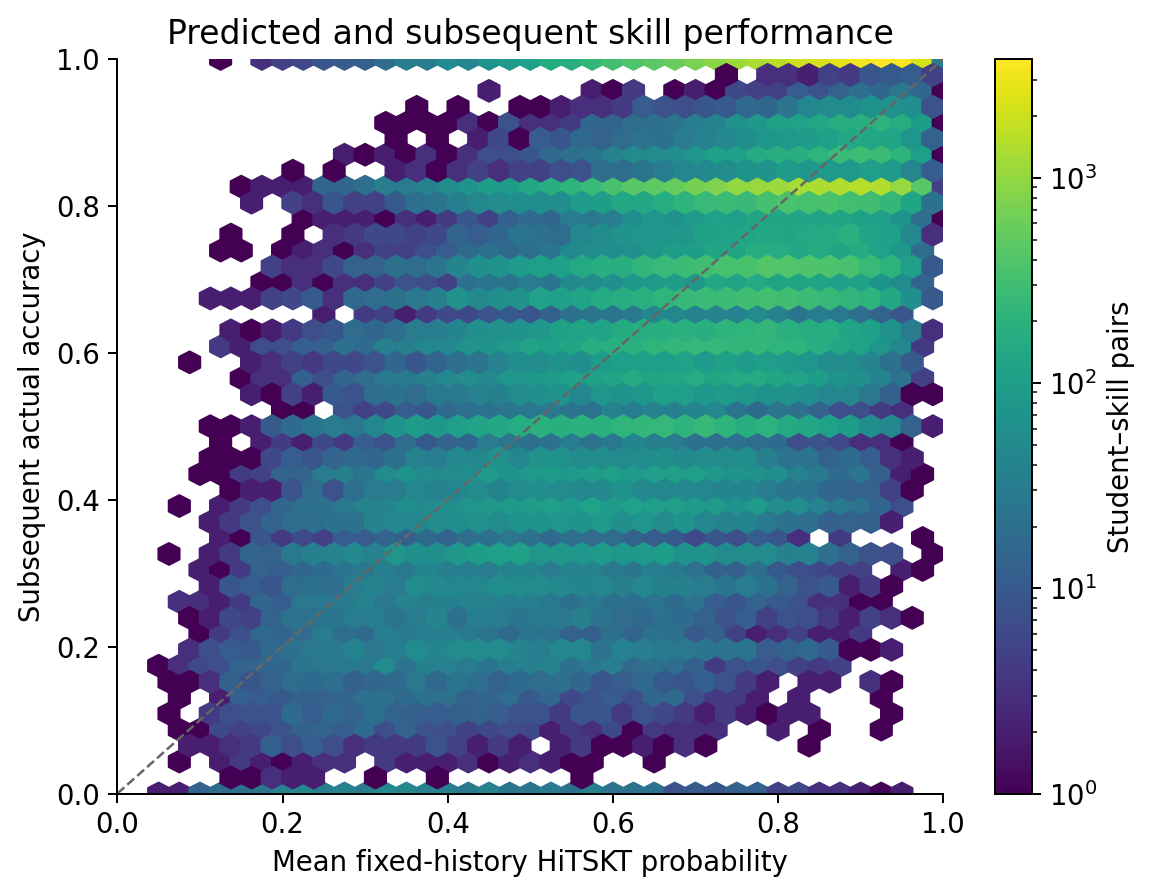 Predicted and subsequent skill performance
1.0
0.8
0.6
0.4
0.2
0.0
Subsequent actual accuracy
0.0 0.2 0.4 0.6 0.8 1.0
Mean fixed-history HiTSKT probability
10³
10²
10¹
10⁰
Student–skill pairs